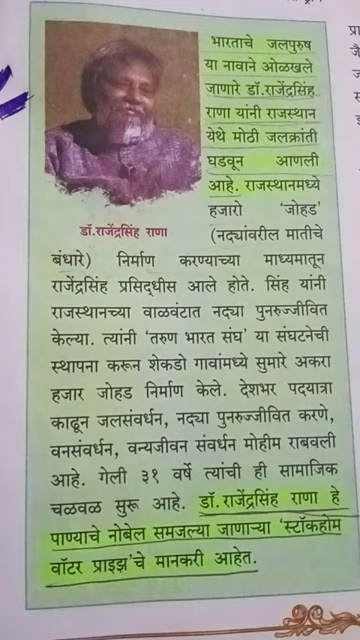 भारताचे जलपुरुष
या नावाने ओळखले
जाणारे डॉ.राजेंद्रसिंह
राणा यांनी राजस्थान
येथे मोठी जलक्रांती
घडवून आणली
आहे. राजस्थानमध्ये
हजारो 'जोहड'
डॉ.राजेंद्रसिंह राणा
(नद्यांवरील मातीचे
बंधारे) निर्माण करण्याच्या माध्यमातून
राजेंद्रसिंह प्रसिद्धीस आले होते. सिंह यांनी
राजस्थानच्या वाळवंटात नद्या पुनरुज्जीवित
केल्या. त्यांनी 'तरुण भारत संघ' या संघटनेची
स्थापना करून शेकडो गावांमध्ये सुमारे अकरा
हजार जोहड निर्माण केले. देशभर पदयात्रा
काढून जलसंवर्धन, नद्या पुनरुज्जीवित करणे,
वनसंवर्धन, वन्यजीवन संवर्धन मोहीम राबवली
आहे. गेली ३१ वर्षे त्यांची ही सामाजिक
चळवळ सुरू आहे. डॉ.राजेंद्रसिंह राणा हे
पाण्याचे नोबेल समजल्या जाणाऱ्या 'स्टॉकहोम
वॉटर प्राइझ'चे मानकरी आहेत.